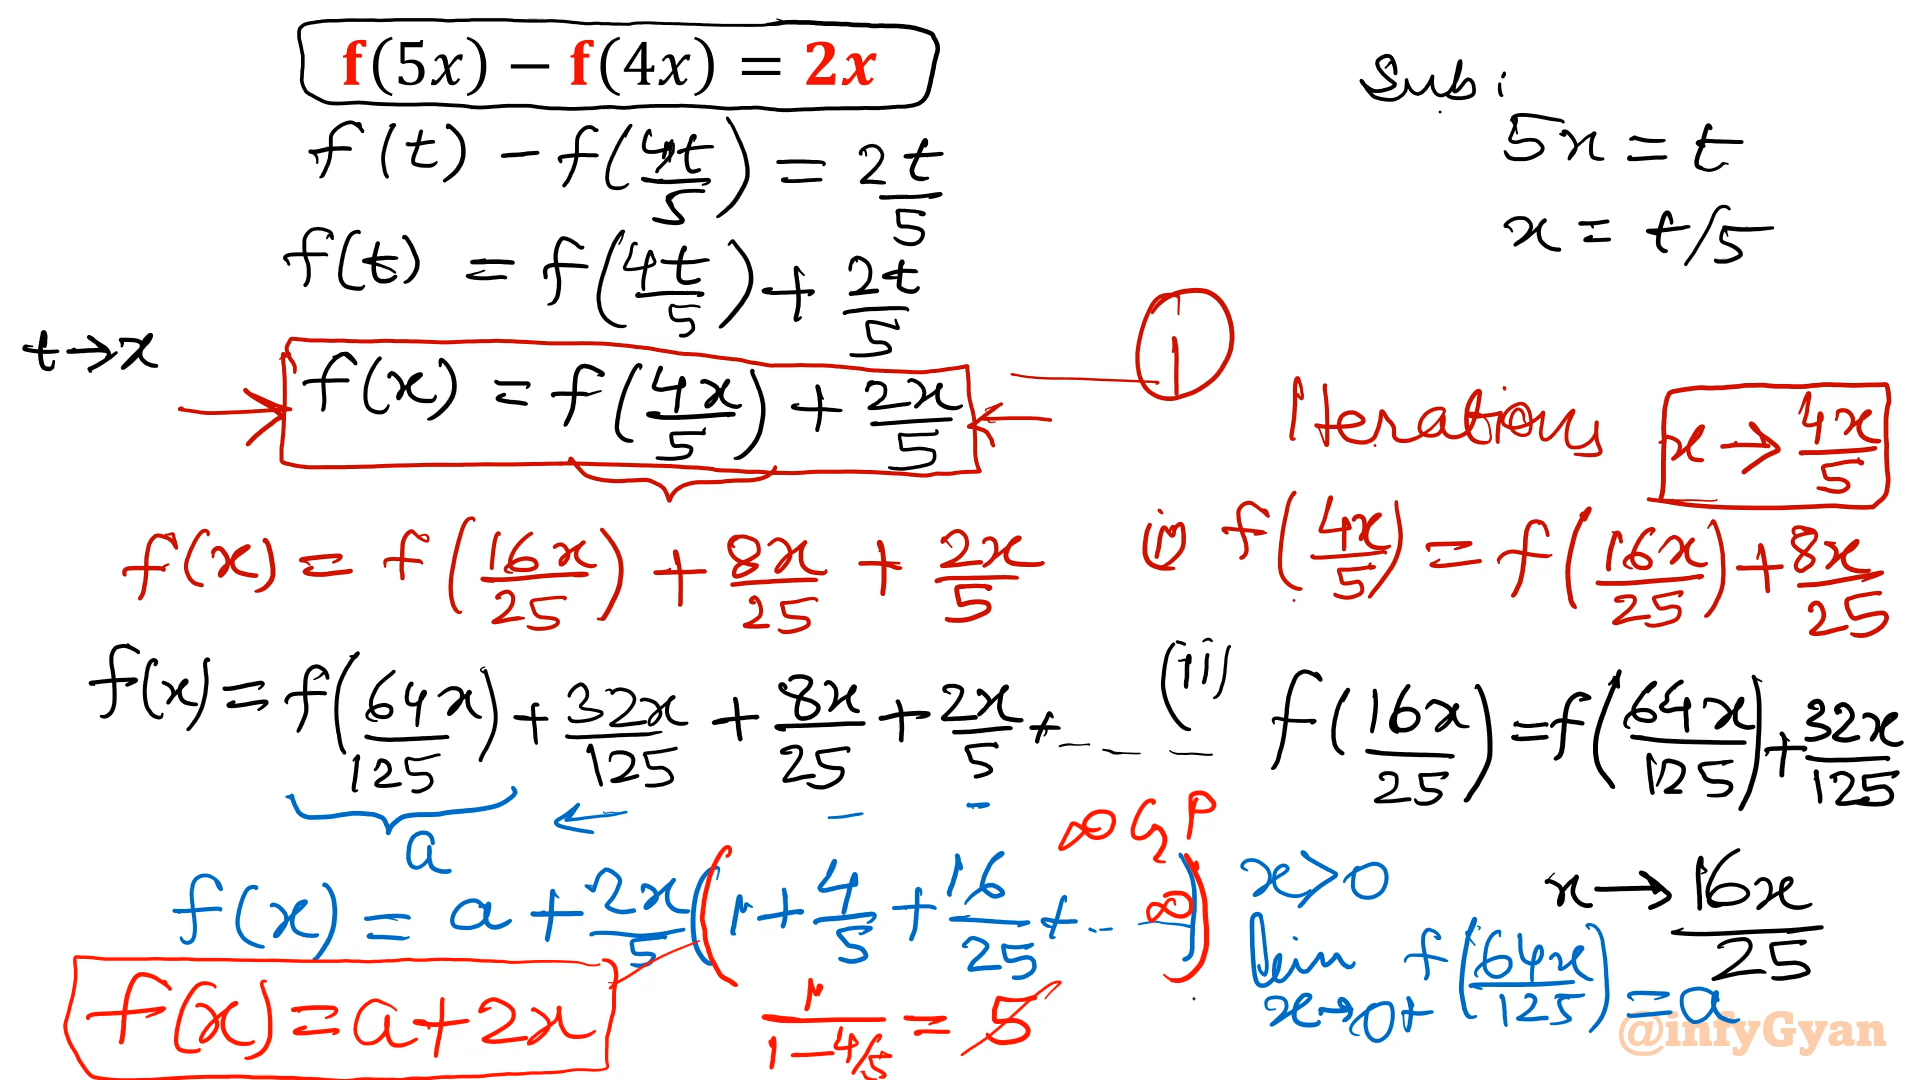 f(5x) − f(4x) = 2x
Sub:
5x = t
x = t/5
f(t) − f(4t/5) = 2t/5
f(t) = f(4t/5) + 2t/5
t→x
f(x) = f(4x/5) + 2x/5
1
Iterations x → 4x/5
f(x) = f(16x/25) + 8x/25 + 2x/5
(i) f(4x/5) = f(16x/25) + 8x/25
f(x) = f(64x/125) + 32x/125 + 8x/25 + 2x/5 + ----
(ii) f(16x/25) = f(64x/125) + 32x/125
a
∞ GP
x → 16x/25
f(x) = a + 2x/5 (1 + 4/5 + 16/25 + ... ∞)
x>0
lim x→0+ f(64x/125) = a
f(x) = a + 2x
1/(1−4/5) = 5
@infyGyan